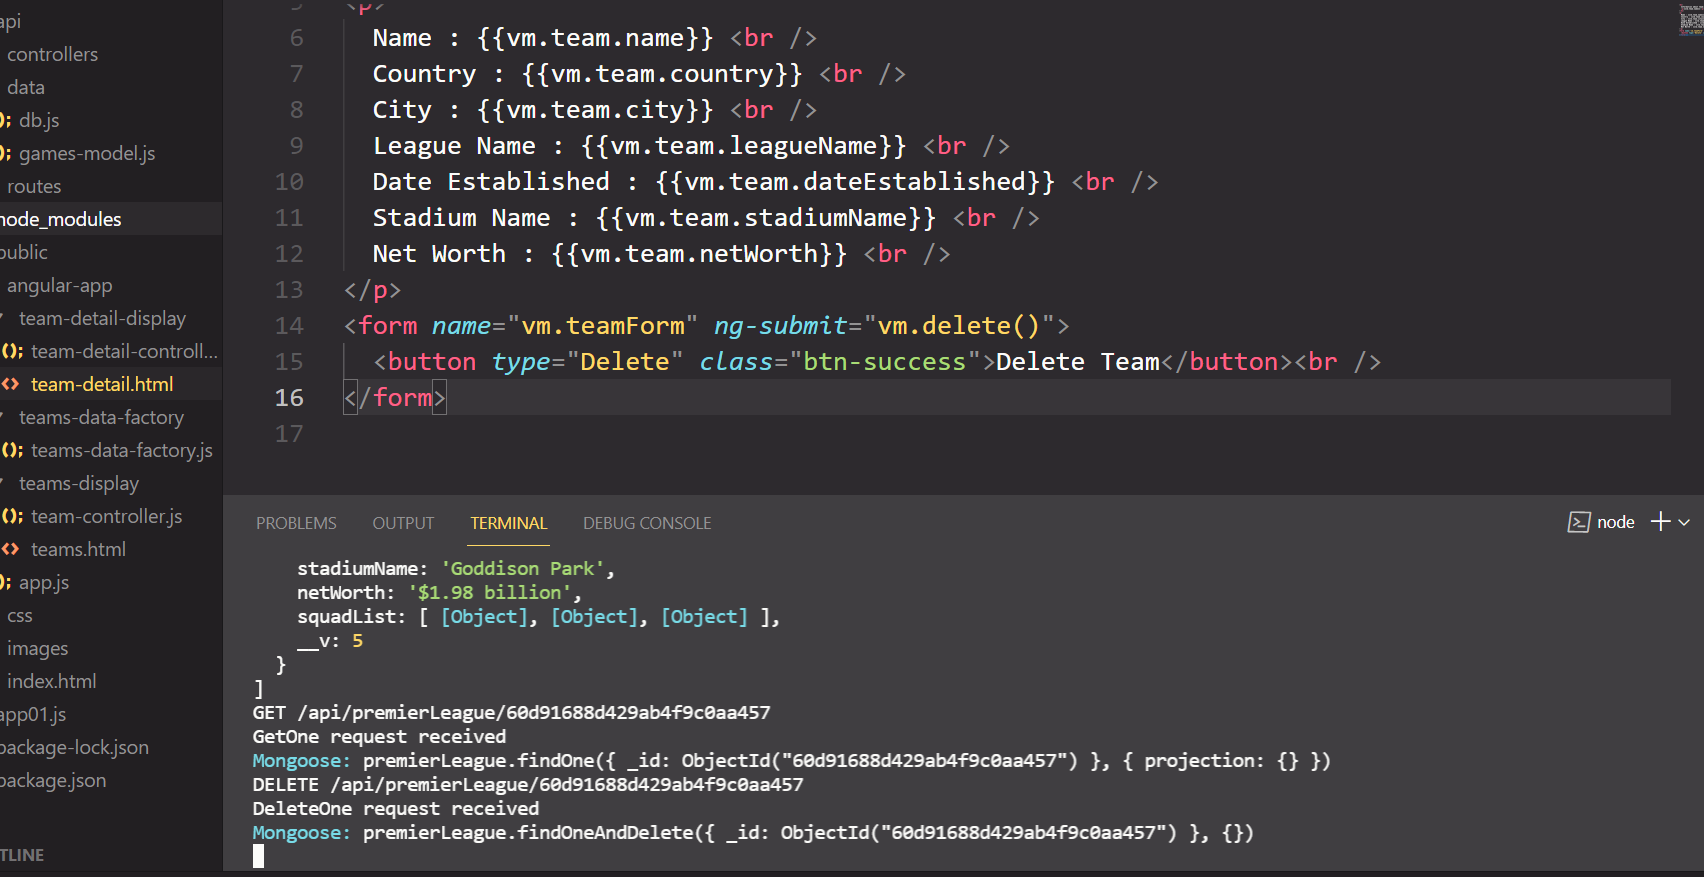 api
controllers
data
db.js
games-model.js
routes
node_modules
public
angular-app
team-detail-display
team-detail-controll...
team-detail.html
teams-data-factory
teams-data-factory.js
teams-display
team-controller.js
teams.html
app.js
css
images
index.html
app01.js
package-lock.json
package.json
TLINE
5 <p>
6 Name : {{vm.team.name}} <br />
7 Country : {{vm.team.country}} <br />
8 City : {{vm.team.city}} <br />
9 League Name : {{vm.team.leagueName}} <br />
10 Date Established : {{vm.team.dateEstablished}} <br />
11 Stadium Name : {{vm.team.stadiumName}} <br />
12 Net Worth : {{vm.team.netWorth}} <br />
13 </p>
14 <form name="vm.teamForm" ng-submit="vm.delete()">
15 <button type="Delete" class="btn-success">Delete Team</button><br />
16 </form>
17
PROBLEMS OUTPUT TERMINAL DEBUG CONSOLE node
stadiumName: 'Goddison Park',
netWorth: '$1.98 billion',
squadList: [ [Object], [Object], [Object] ],
__v: 5
}
]
GET /api/premierLeague/60d91688d429ab4f9c0aa457
GetOne request received
Mongoose: premierLeague.findOne({ _id: ObjectId("60d91688d429ab4f9c0aa457") }, { projection: {} })
DELETE /api/premierLeague/60d91688d429ab4f9c0aa457
DeleteOne request received
Mongoose: premierLeague.findOneAndDelete({ _id: ObjectId("60d91688d429ab4f9c0aa457") }, {})